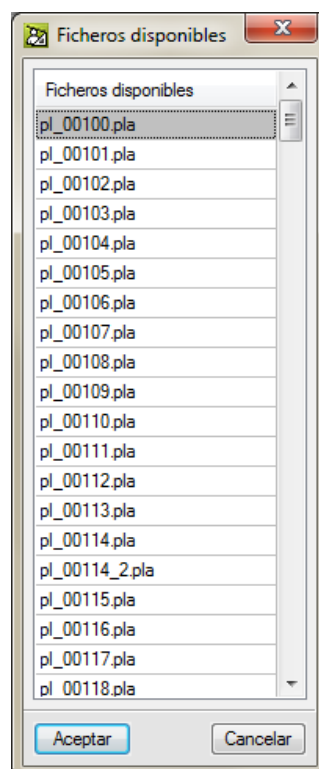 Ficheros disponibles
Ficheros disponibles
pl_00100.pla
pl_00101.pla
pl_00102.pla
pl_00103.pla
pl_00104.pla
pl_00105.pla
pl_00106.pla
pl_00107.pla
pl_00108.pla
pl_00109.pla
pl_00110.pla
pl_00111.pla
pl_00112.pla
pl_00113.pla
pl_00114.pla
pl_00114_2.pla
pl_00115.pla
pl_00116.pla
pl_00117.pla
pl_00118.pla
Aceptar Cancelar